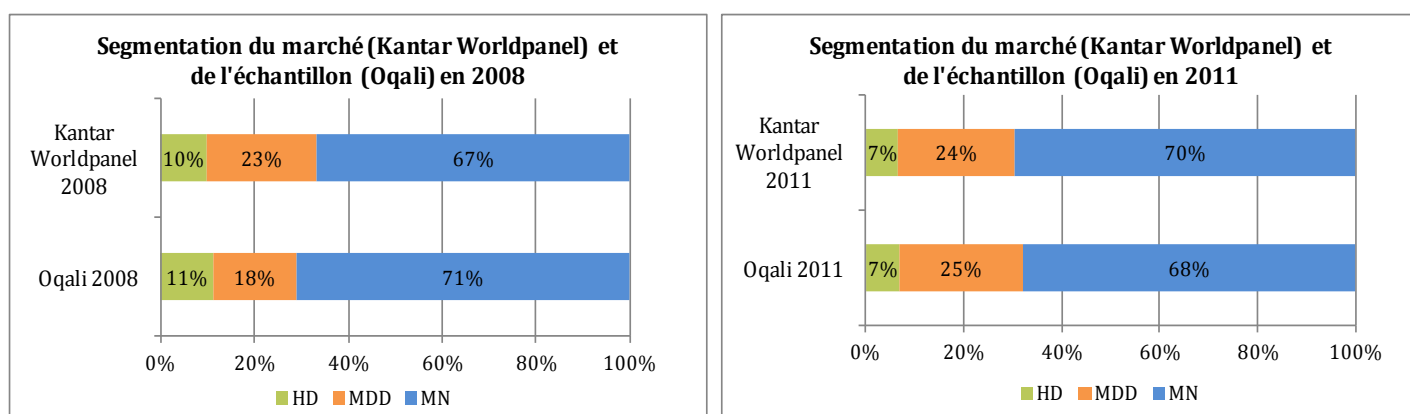 Segmentation du marché (Kantar Worldpanel) et
de l'échantillon (Oqali) en 2008
Kantar
Worldpanel
2008
10% 23% 67%
Oqali 2008
11% 18% 71%
0% 20% 40% 60% 80% 100%
HD MDD MN
Segmentation du marché (Kantar Worldpanel) et
de l'échantillon (Oqali) en 2011
Kantar
Worldpanel
2011
7% 24% 70%
Oqali 2011
7% 25% 68%
0% 20% 40% 60% 80% 100%
HD MDD MN